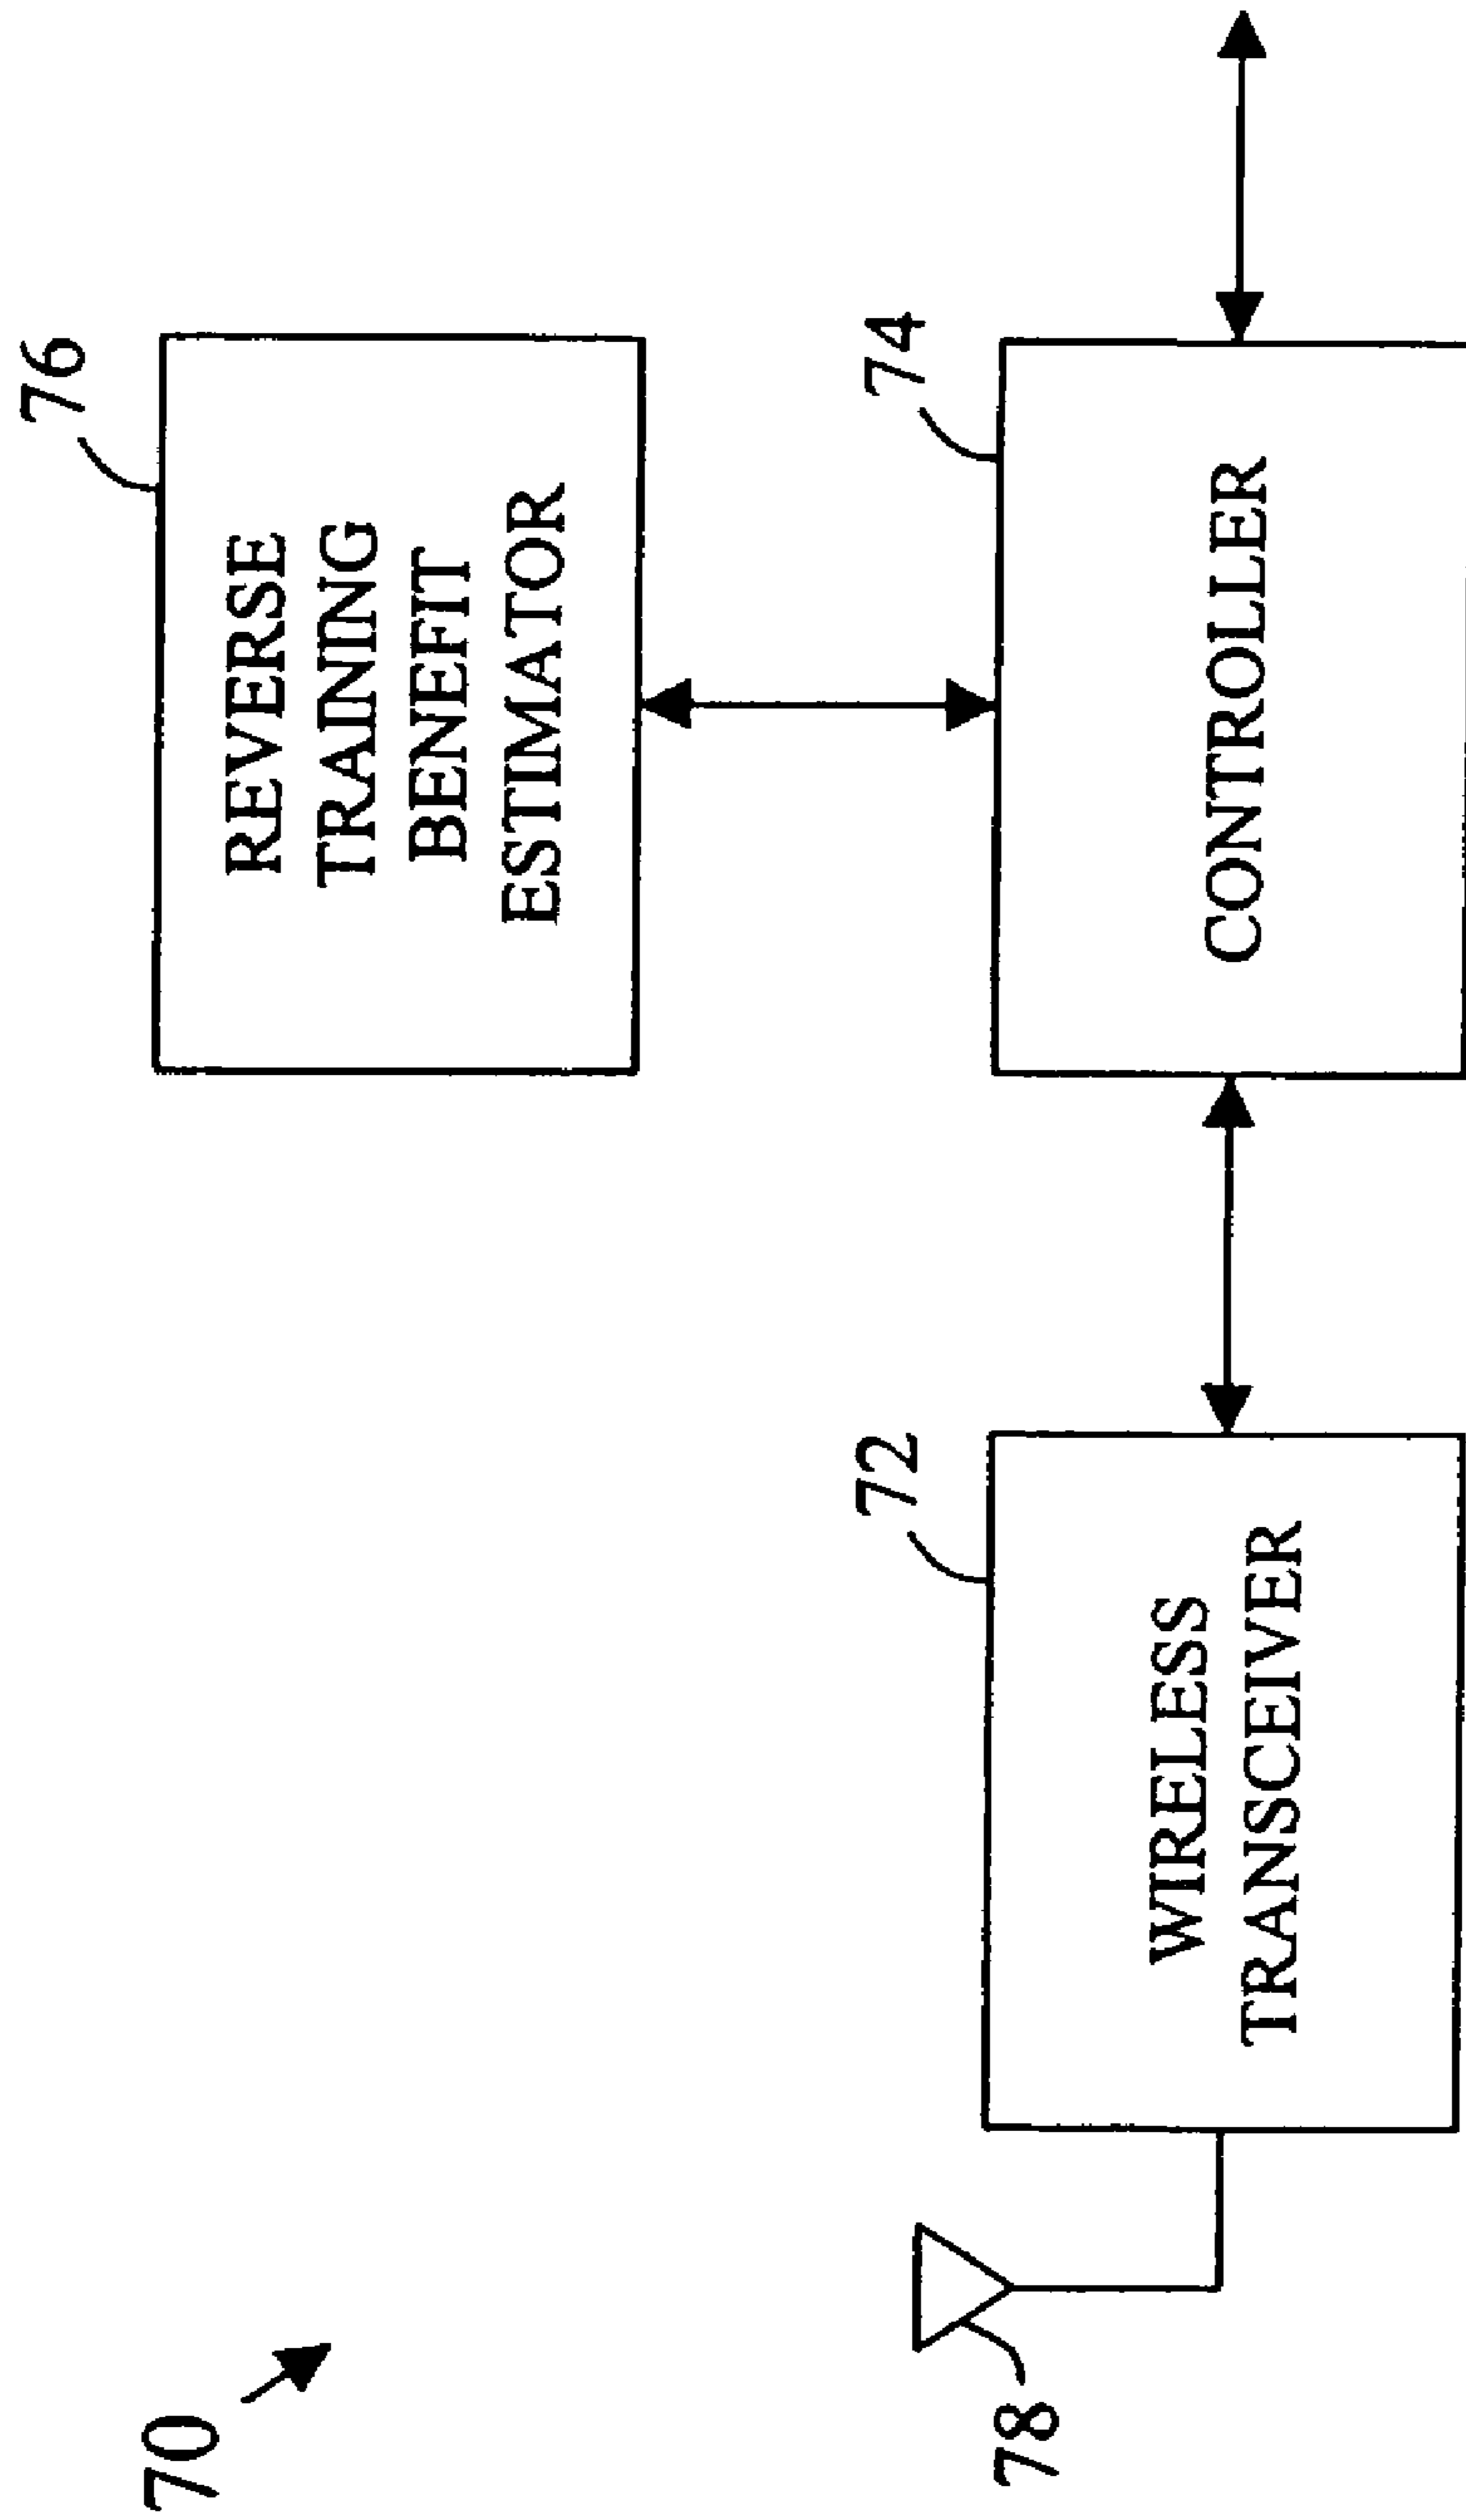 70
76
REVERSE
TRAINING
BENEFIT
ESTIMATOR
78
72
74
WIRELESS
TRANSCEIVER
CONTROLLER